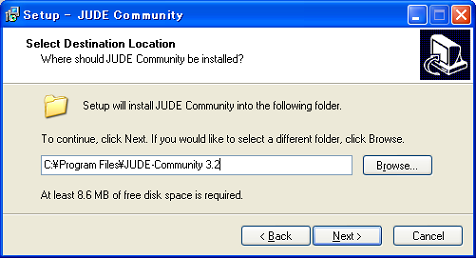 Setup - JUDE Community
Select Destination Location
Where should JUDE Community be installed?
Setup will install JUDE Community into the following folder.
To continue, click Next. If you would like to select a different folder, click Browse.
C:¥Program Files¥JUDE-Community 3.2
Browse...
At least 8.6 MB of free disk space is required.
< Back
Next >
Cancel